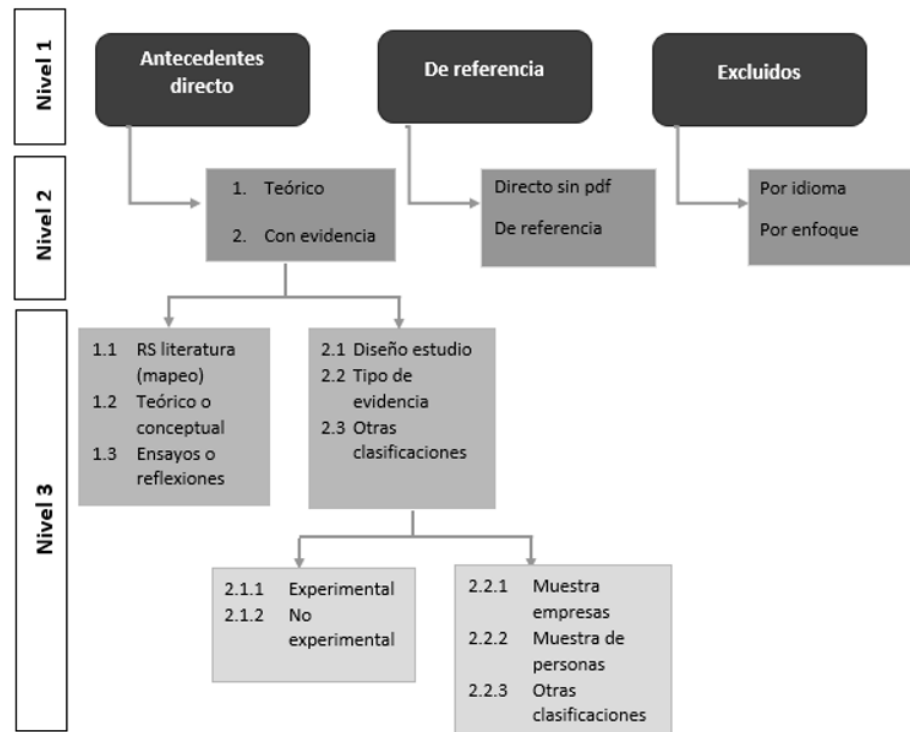 Nivel 1
Antecedentes
directo
De referencia
Excluidos
Nivel 2
1. Teórico
2. Con evidencia
Directo sin pdf
De referencia
Por idioma
Por enfoque
Nivel 3
1.1 RS literatura
(mapeo)
1.2 Teórico o
conceptual
1.3 Ensayos o
reflexiones
2.1 Diseño estudio
2.2 Tipo de
evidencia
2.3 Otras
clasificaciones
2.1.1 Experimental
2.1.2 No
experimental
2.2.1 Muestra
empresas
2.2.2 Muestra de
personas
2.2.3 Otras
clasificaciones